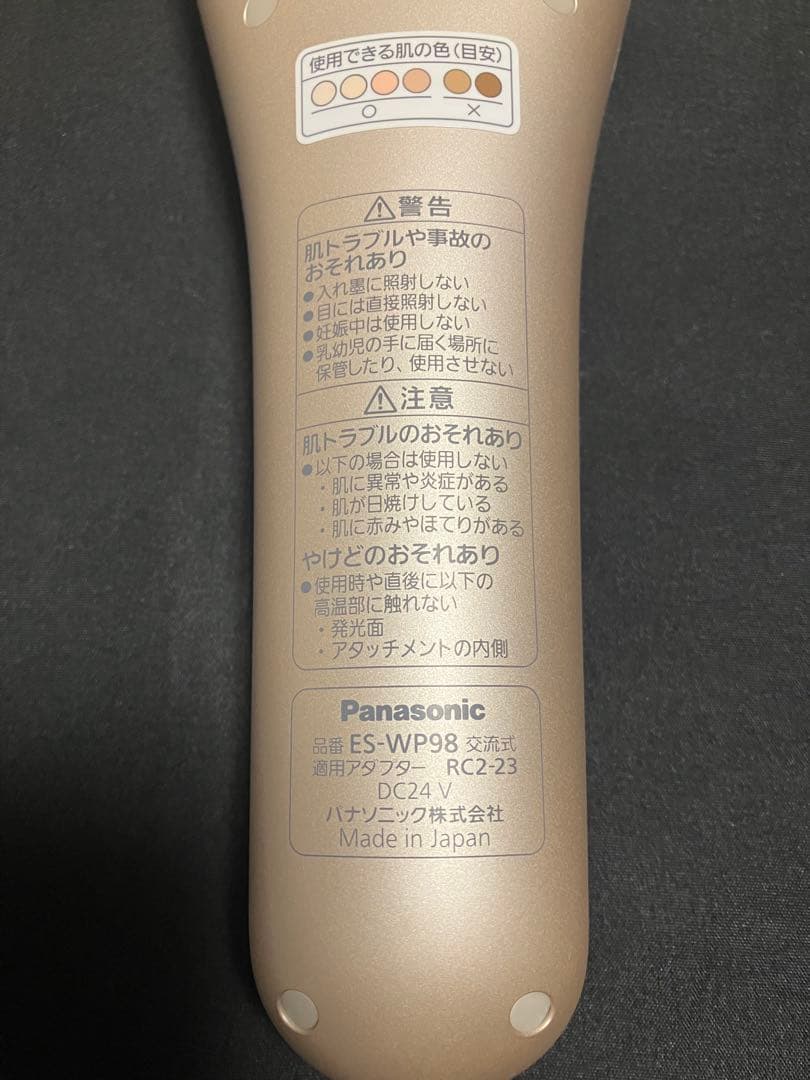 使用できる肌の色(目安)
○ ×
⚠警告
肌トラブルや事故の
おそれあり
●入れ墨に照射しない
●目には直接照射しない
●妊娠中は使用しない
●乳幼児の手に届く場所に
保管したり、使用させない
⚠注意
肌トラブルのおそれあり
●以下の場合は使用しない
・肌に異常や炎症がある
・肌が日焼けしている
・肌に赤みやほてりがある
やけどのおそれあり
●使用時や直後に以下の
高温部に触れない
・発光面
・アタッチメントの内側
Panasonic
品番 ES-WP98 交流式
適用アダプター RC2-23
DC24 V
パナソニック株式会社
Made in Japan